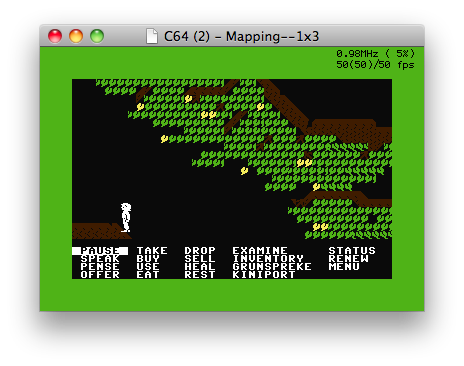 C64 (2) - Mapping--1x3
0.98MHz ( 5%)
50(50)/50 fps
PAUSE TAKE DROP EXAMINE STATUS
SPEAK BUY SELL INVENTORY RENEW
PENSE USE HEAL GRUNSPREKE MENU
OFFER EAT REST KINIPORT